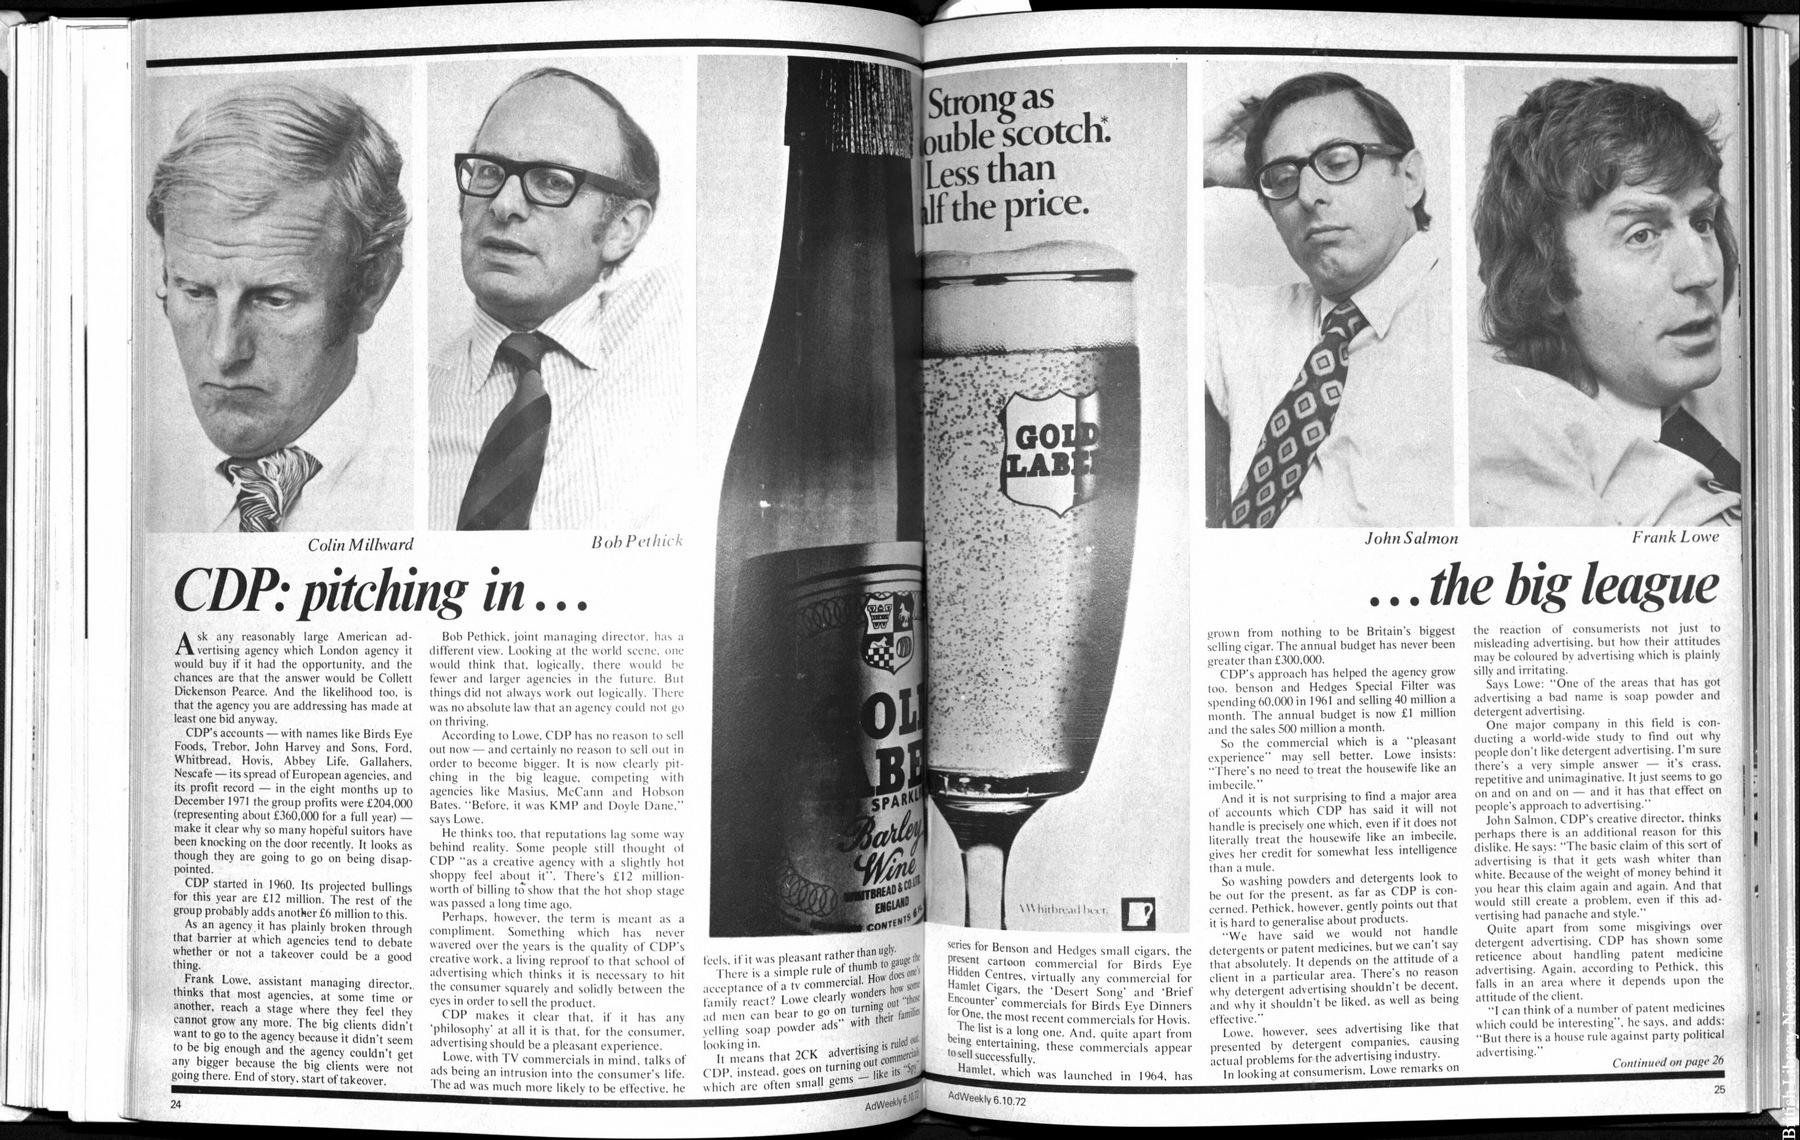 Strong as
ouble scotch.*
Less than
alf the price.
GOLD
LABEL
OL
BE
SPARKL
Barley
Wine
WHITBREAD & CO. LTD.
ENGLAND
CONTENTS 6
A Whitbread beer.
Colin Millward
Bob Pethick
John Salmon
Frank Lowe
CDP: pitching in...
...the big league
Ask any reasonably large American ad-
vertising agency which London agency it
would buy if it had the opportunity, and the
chances are that the answer would be Collett
Dickenson Pearce. And the likelihood too, is
that the agency you are addressing has made at
least one bid anyway.
CDP's accounts — with names like Birds Eye
Foods, Trebor, John Harvey and Sons, Ford,
Whitbread, Hovis, Abbey Life, Gallahers,
Nescafe — its spread of European agencies, and
its profit record — in the eight months up to
December 1971 the group profits were £204,000
(representing about £360,000 for a full year) —
make it clear why so many hopeful suitors have
been knocking on the door recently. It looks as
though they are going to go on being disap-
pointed.
CDP started in 1960. Its projected bullings
for this year are £12 million. The rest of the
group probably adds another £6 million to this.
As an agency it has plainly broken through
that barrier at which agencies tend to debate
whether or not a takeover could be a good
thing.
Frank Lowe, assistant managing director,
thinks that most agencies, at some time or
another, reach a stage where they feel they
cannot grow any more. The big clients didn't
want to go to the agency because it didn't seem
to be big enough and the agency couldn't get
any bigger because the big clients were not
going there. End of story, start of takeover.
Bob Pethick, joint managing director, has a
different view. Looking at the world scene, one
would think that, logically, there would be
fewer and larger agencies in the future. But
things did not always work out logically. There
was no absolute law that an agency could not go
on thriving.
According to Lowe, CDP has no reason to sell
out now — and certainly no reason to sell out in
order to become bigger. It is now clearly pit-
ching in the big league, competing with
agencies like Masius, McCann and Hobson
Bates. "Before, it was KMP and Doyle Dane,"
says Lowe.
He thinks too, that reputations lag some way
behind reality. Some people still thought of
CDP "as a creative agency with a slightly hot
shoppy feel about it". There's £12 million-
worth of billing to show that the hot shop stage
was passed a long time ago.
Perhaps, however, the term is meant as a
compliment. Something which has never
wavered over the years is the quality of CDP's
creative work, a living reproof to that school of
advertising which thinks it is necessary to hit
the consumer squarely and solidly between the
eyes in order to sell the product.
CDP makes it clear that, if it has any
'philosophy' at all it is that, for the consumer,
advertising should be a pleasant experience.
Lowe, with TV commercials in mind, talks of
ads being an intrusion into the consumer's life.
The ad was much more likely to be effective, he
feels, if it was pleasant rather than ugly.
There is a simple rule of thumb to gauge the
acceptance of a tv commercial. How does one's
family react? Lowe clearly wonders how some
ad men can bear to go on turning out "those
yelling soap powder ads" with their families
looking in.
It means that 2CK advertising is ruled out.
CDP, instead, goes on turning out commercials
which are often small gems — like its "Spy"
series for Benson and Hedges small cigars, the
present cartoon commercial for Birds Eye
Hidden Centres, virtually any commercial for
Hamlet Cigars, the 'Desert Song' and 'Brief
Encounter' commercials for Birds Eye Dinners
for One, the most recent commercials for Hovis.
The list is a long one. And, quite apart from
being entertaining, these commercials appear
to sell successfully.
Hamlet, which was launched in 1964, has
grown from nothing to be Britain's biggest
selling cigar. The annual budget has never been
greater than £300,000.
CDP's approach has helped the agency grow
too. benson and Hedges Special Filter was
spending 60,000 in 1961 and selling 40 million a
month. The annual budget is now £1 million
and the sales 500 million a month.
So the commercial which is a "pleasant
experience" may sell better. Lowe insists:
"There's no need to treat the housewife like an
imbecile."
And it is not surprising to find a major area
of accounts which CDP has said it will not
handle is precisely one which, even if it does not
literally treat the housewife like an imbecile,
gives her credit for somewhat less intelligence
than a mule.
So washing powders and detergents look to
be out for the present, as far as CDP is con-
cerned. Pethick, however, gently points out that
it is hard to generalise about products.
"We have said we would not handle
detergents or patent medicines, but we can't say
that absolutely. It depends on the attitude of a
client in a particular area. There's no reason
why detergent advertising shouldn't be decent,
and why it shouldn't be liked, as well as being
effective."
Lowe, however, sees advertising like that
presented by detergent companies, causing
actual problems for the advertising industry.
In looking at consumerism, Lowe remarks on
the reaction of consumerists not just to
misleading advertising, but how their attitudes
may be coloured by advertising which is plainly
silly and irritating.
Says Lowe: "One of the areas that has got
advertising a bad name is soap powder and
detergent advertising.
One major company in this field is con-
ducting a world-wide study to find out why
people don't like detergent advertising. I'm sure
there's a very simple answer — it's crass,
repetitive and unimaginative. It just seems to go
on and on and on — and it has that effect on
people's approach to advertising."
John Salmon, CDP's creative director, thinks
perhaps there is an additional reason for this
dislike. He says: "The basic claim of this sort of
advertising is that it gets wash whiter than
white. Because of the weight of money behind it
you hear this claim again and again. And that
would still create a problem, even if this ad-
vertising had panache and style."
Quite apart from some misgivings over
detergent advertising, CDP has shown some
reticence about handling patent medicine
advertising. Again, according to Pethick, this
falls in an area where it depends upon the
attitude of the client.
"I can think of a number of patent medicines
which could be interesting", he says, and adds:
"But there is a house rule against party political
advertising."
Continued on page 26
24
AdWeekly 6.10.72
AdWeekly 6.10.72
25
British Library Newsroom